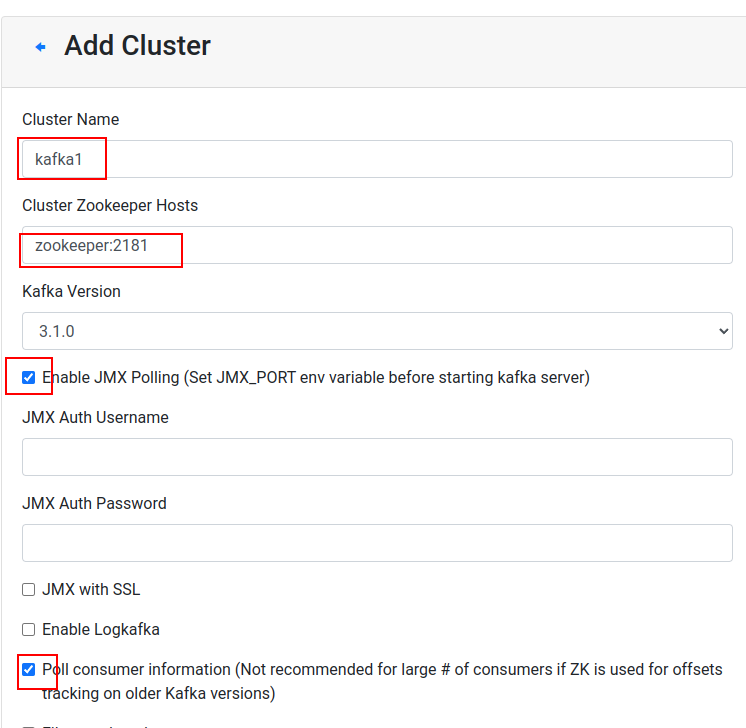 Add Cluster
Cluster Name
kafka1
Cluster Zookeeper Hosts
zookeeper:2181
Kafka Version
3.1.0
Enable JMX Polling (Set JMX_PORT env variable before starting kafka server)
JMX Auth Username
JMX Auth Password
JMX with SSL
Enable Logkafka
Poll consumer information (Not recommended for large # of consumers if ZK is used for offsets
tracking on older Kafka versions)